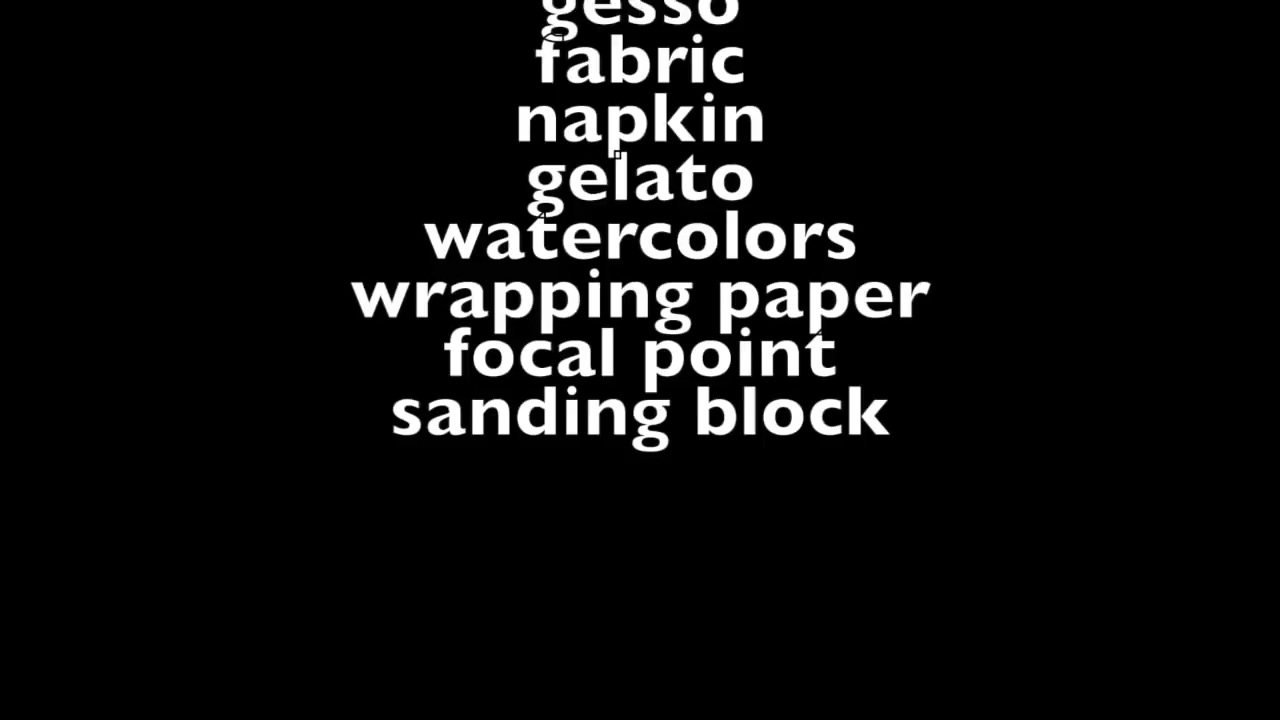 gesso
fabric
napkin
gelato
watercolors
wrapping paper
focal point
sanding block